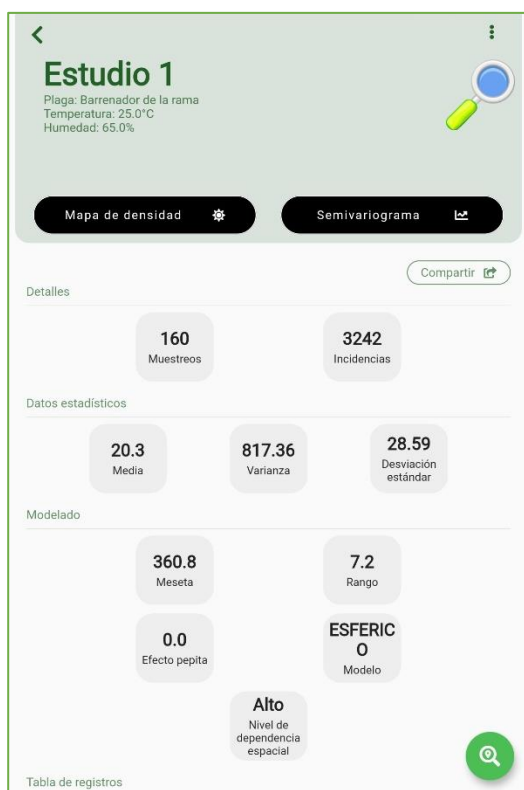 Estudio 1
Plaga: Barrenador de la rama
Temperatura: 25.0°C
Humedad: 65.0%
Mapa de densidad
Semivariograma
Compartir
Detalles
160
Muestreos
3242
Incidencias
Datos estadísticos
20.3
Media
817.36
Varianza
28.59
Desviación
estándar
Modelado
360.8
Meseta
7.2
Rango
0.0
Efecto pepita
ESFERIC
O
Modelo
Alto
Nivel de
dependencia
espacial
Tabla de registros